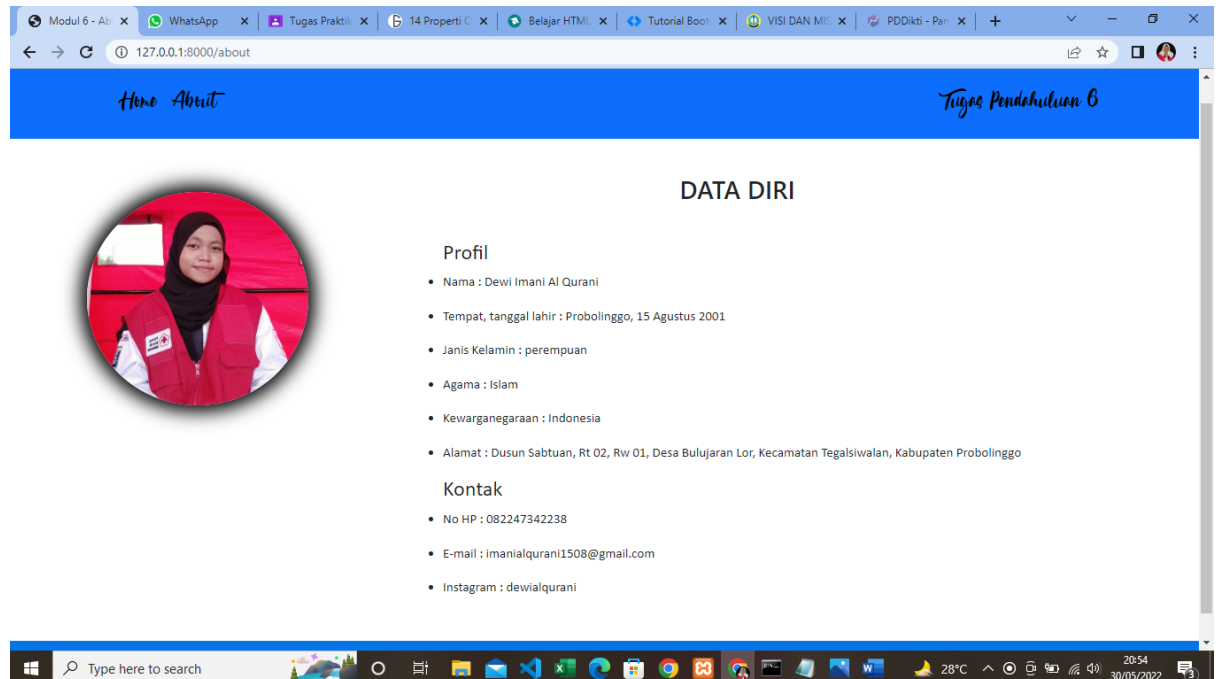 Modul 6 - Ab
WhatsApp
Tugas Praktik
14 Properti C
Belajar HTML
Tutorial Boots
VISI DAN MIS
PDDikti - Pan
127.0.0.1:8000/about
Home About
Tugas Pendahuluan 6
DATA DIRI
Profil
• Nama : Dewi Imani Al Qurani
• Tempat, tanggal lahir : Probolinggo, 15 Agustus 2001
• Janis Kelamin : perempuan
• Agama : Islam
• Kewarganegaraan : Indonesia
• Alamat : Dusun Sabtuan, Rt 02, Rw 01, Desa Bulujaran Lor, Kecamatan Tegalsiwalan, Kabupaten Probolinggo
Kontak
• No HP : 082247342238
• E-mail : imanialqurani1508@gmail.com
• Instagram : dewialqurani
Type here to search
28°C
20:54
30/05/2022
3